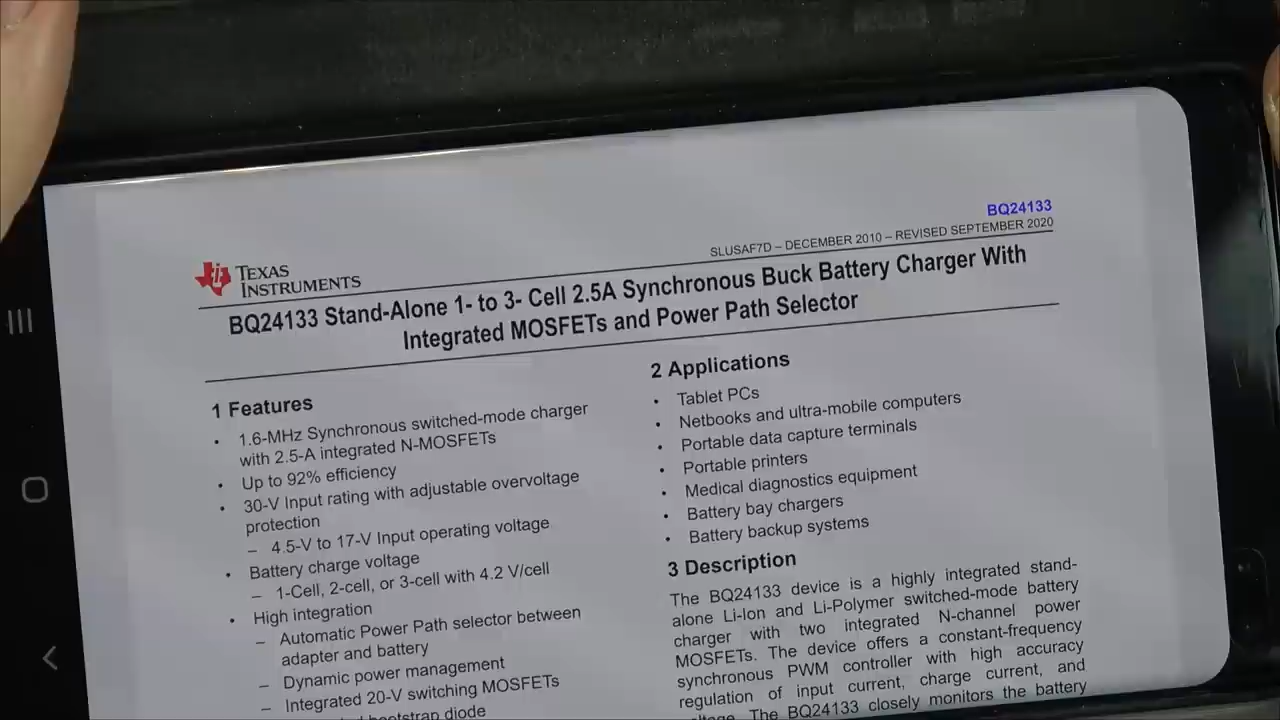 BQ24133
SLUSAF7D – DECEMBER 2010 – REVISED SEPTEMBER 2020
TEXAS
INSTRUMENTS
BQ24133 Stand-Alone 1- to 3- Cell 2.5A Synchronous Buck Battery Charger With
Integrated MOSFETs and Power Path Selector
1 Features
• 1.6-MHz Synchronous switched-mode charger
with 2.5-A integrated N-MOSFETs
• Up to 92% efficiency
• 30-V Input rating with adjustable overvoltage
protection
– 4.5-V to 17-V Input operating voltage
• Battery charge voltage
– 1-Cell, 2-cell, or 3-cell with 4.2 V/cell
• High integration
– Automatic Power Path selector between
adapter and battery
– Dynamic power management
– Integrated 20-V switching MOSFETs
bootstrap diode
2 Applications
• Tablet PCs
• Netbooks and ultra-mobile computers
• Portable data capture terminals
• Portable printers
• Medical diagnostics equipment
• Battery bay chargers
• Battery backup systems
3 Description
The BQ24133 device is a highly integrated stand-
alone Li-Ion and Li-Polymer switched-mode battery
charger with two integrated N-channel power
MOSFETs. The device offers a constant-frequency
synchronous PWM controller with high accuracy
regulation of input current, charge current, and
The BQ24133 closely monitors the battery